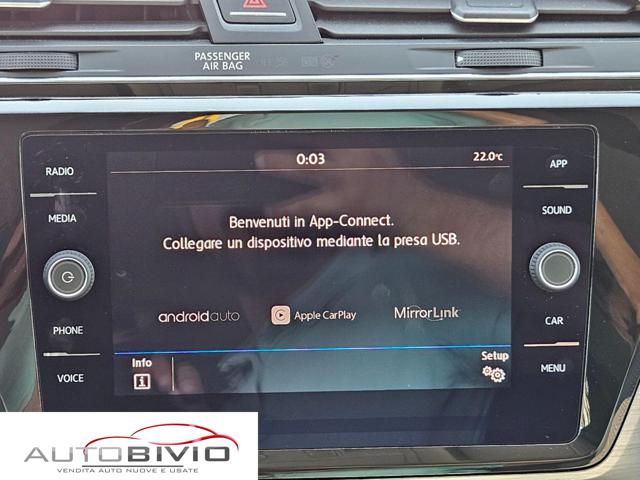 PASSENGER
AIR BAG
0:03
22.0°C
RADIO
MEDIA
PHONE
VOICE
APP
SOUND
CAR
MENU
Benvenuti in App-Connect.
Collegare un dispositivo mediante la presa USB.
androidauto
Apple CarPlay
MirrorLink
Info
Setup
AUTOBIVIO
VENDITA AUTO NUOVE E USATE